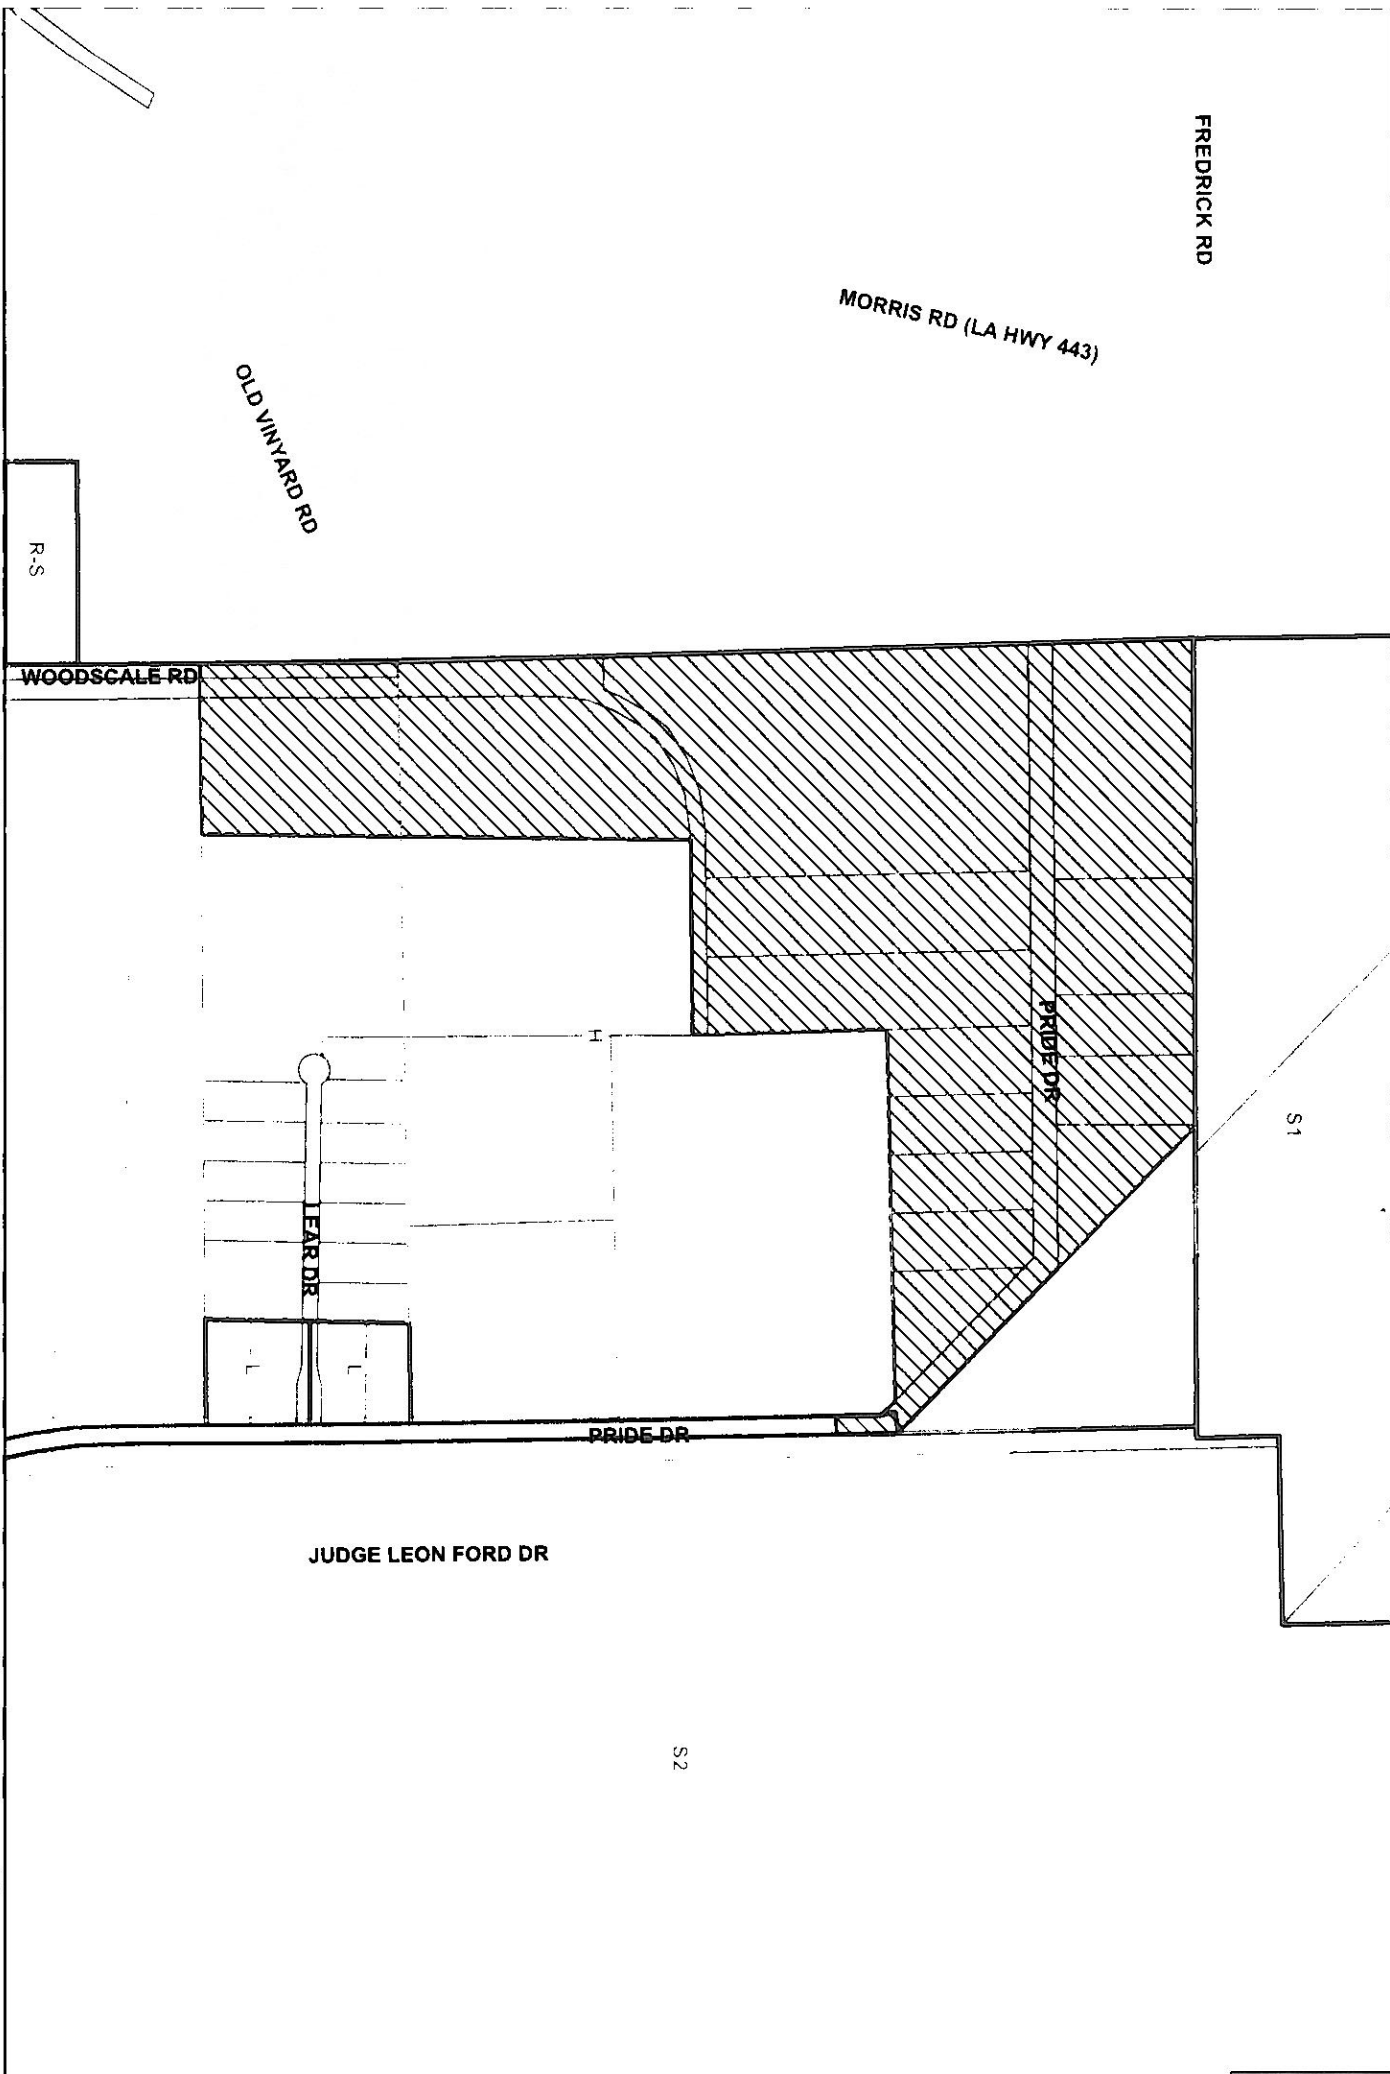 FREDRICK RD
MORRIS RD (LA HWY 443)
OLD VINYARD RD
R-S
WOODSCALE RD
PRIDE DR
H
S1
LEAR DR
L
L
PRIDE DR
JUDGE LEON FORD DR
S2